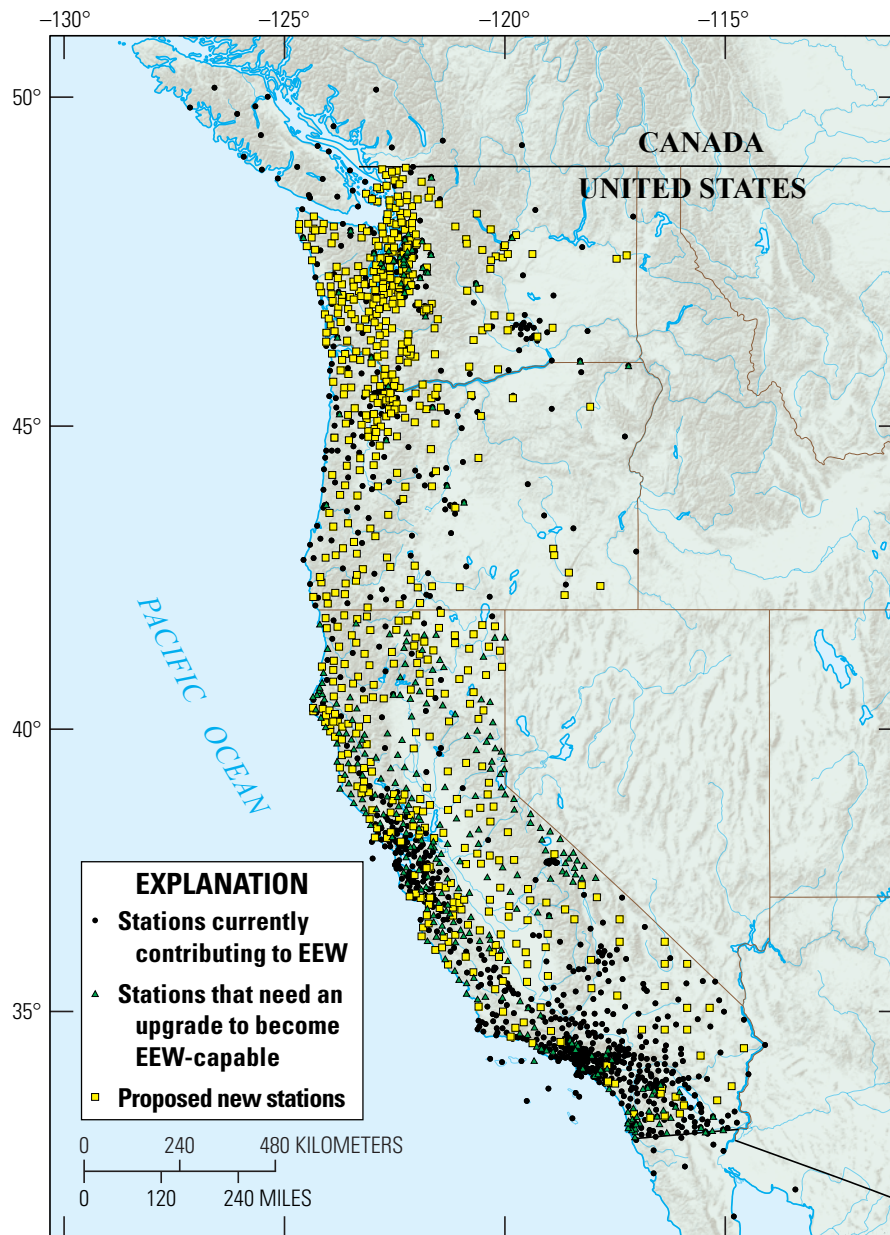 −130° −125° −120° −115°
50°
CANADA
UNITED STATES
45°
PACIFIC OCEAN
40°
35°
EXPLANATION
Stations currently
contributing to EEW
Stations that need an
upgrade to become
EEW-capable
Proposed new stations
0 240 480 KILOMETERS
0 120 240 MILES